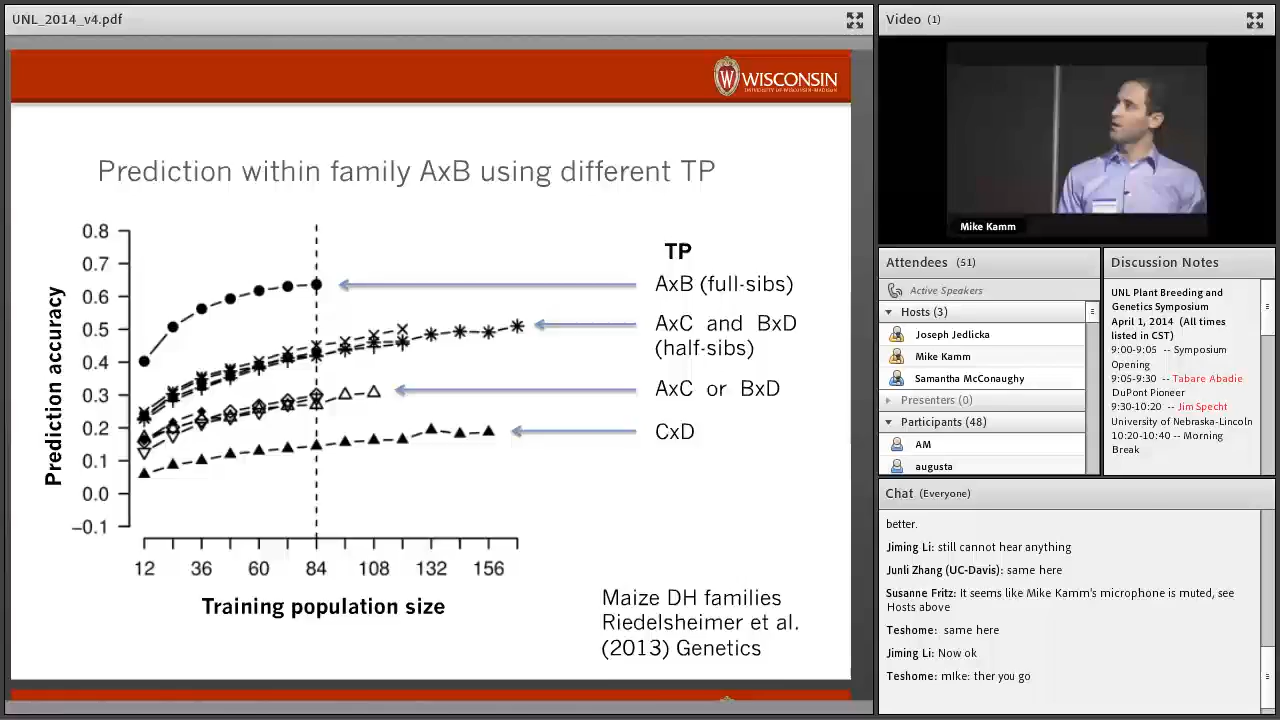 UNL_2014_v4.pdf
WISCONSIN
UNIVERSITY OF WISCONSIN-MADISON
Prediction within family AxB using different TP
Prediction accuracy
0.8
0.7
0.6
0.5
0.4
0.3
0.2
0.1
0.0
−0.1
12 36 60 84 108 132 156
Training population size
TP
AxB (full-sibs)
AxC and BxD
(half-sibs)
AxC or BxD
CxD
Maize DH families
Riedelsheimer et al.
(2013) Genetics
Video (1)
Mike Kamm
Attendees (51)
Active Speakers
Hosts (3)
Joseph Jedlicka
Mike Kamm
Samantha McConaughy
Presenters (0)
Participants (48)
AM
augusta
Discussion Notes
UNL Plant Breeding and
Genetics Symposium
April 1, 2014 (All times
listed in CST)
9:00-9:05 -- Symposium
Opening
9:05-9:30 -- Tabare Abadie
DuPont Pioneer
9:30-10:20 -- Jim Specht
University of Nebraska-Lincoln
10:20-10:40 -- Morning
Break
Chat (Everyone)
better.
Jiming Li: still cannot hear anything
Junli Zhang (UC-Davis): same here
Susanne Fritz: It seems like Mike Kamm's microphone is muted, see
Hosts above
Teshome: same here
Jiming Li: Now ok
Teshome: mIke: ther you go